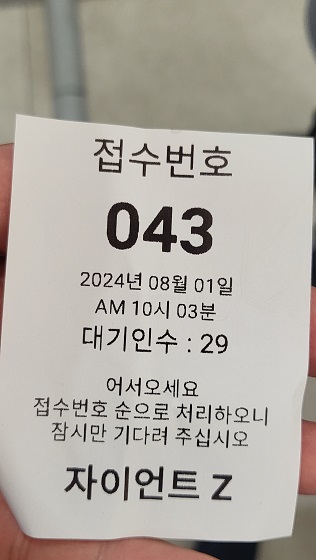 접수번호
043
2024년 08월 01일
AM 10시 03분
대기인수 : 29
어서오세요
접수번호 순으로 처리하오니
잠시만 기다려 주십시오
자이언트 Z